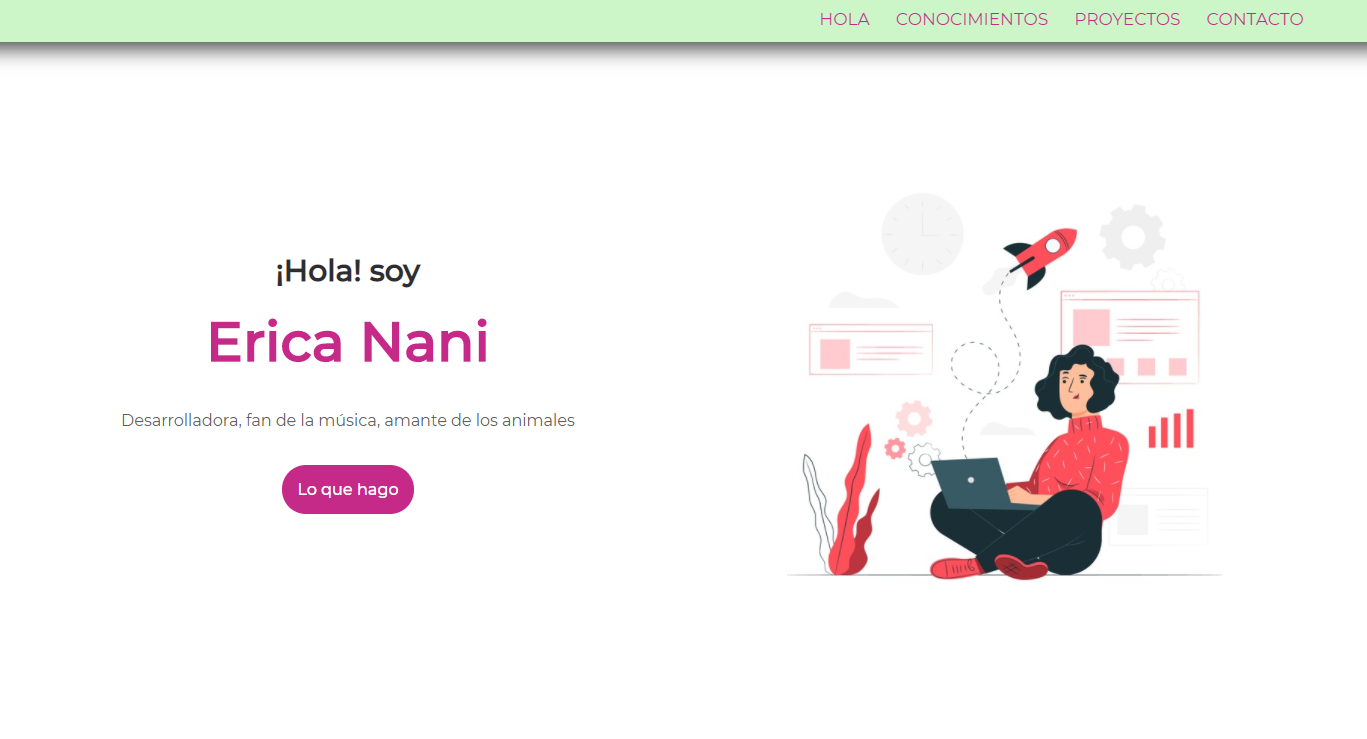 HOLA CONOCIMIENTOS PROYECTOS CONTACTO
¡Hola! soy
Erica Nani
Desarrolladora, fan de la música, amante de los animales
Lo que hago